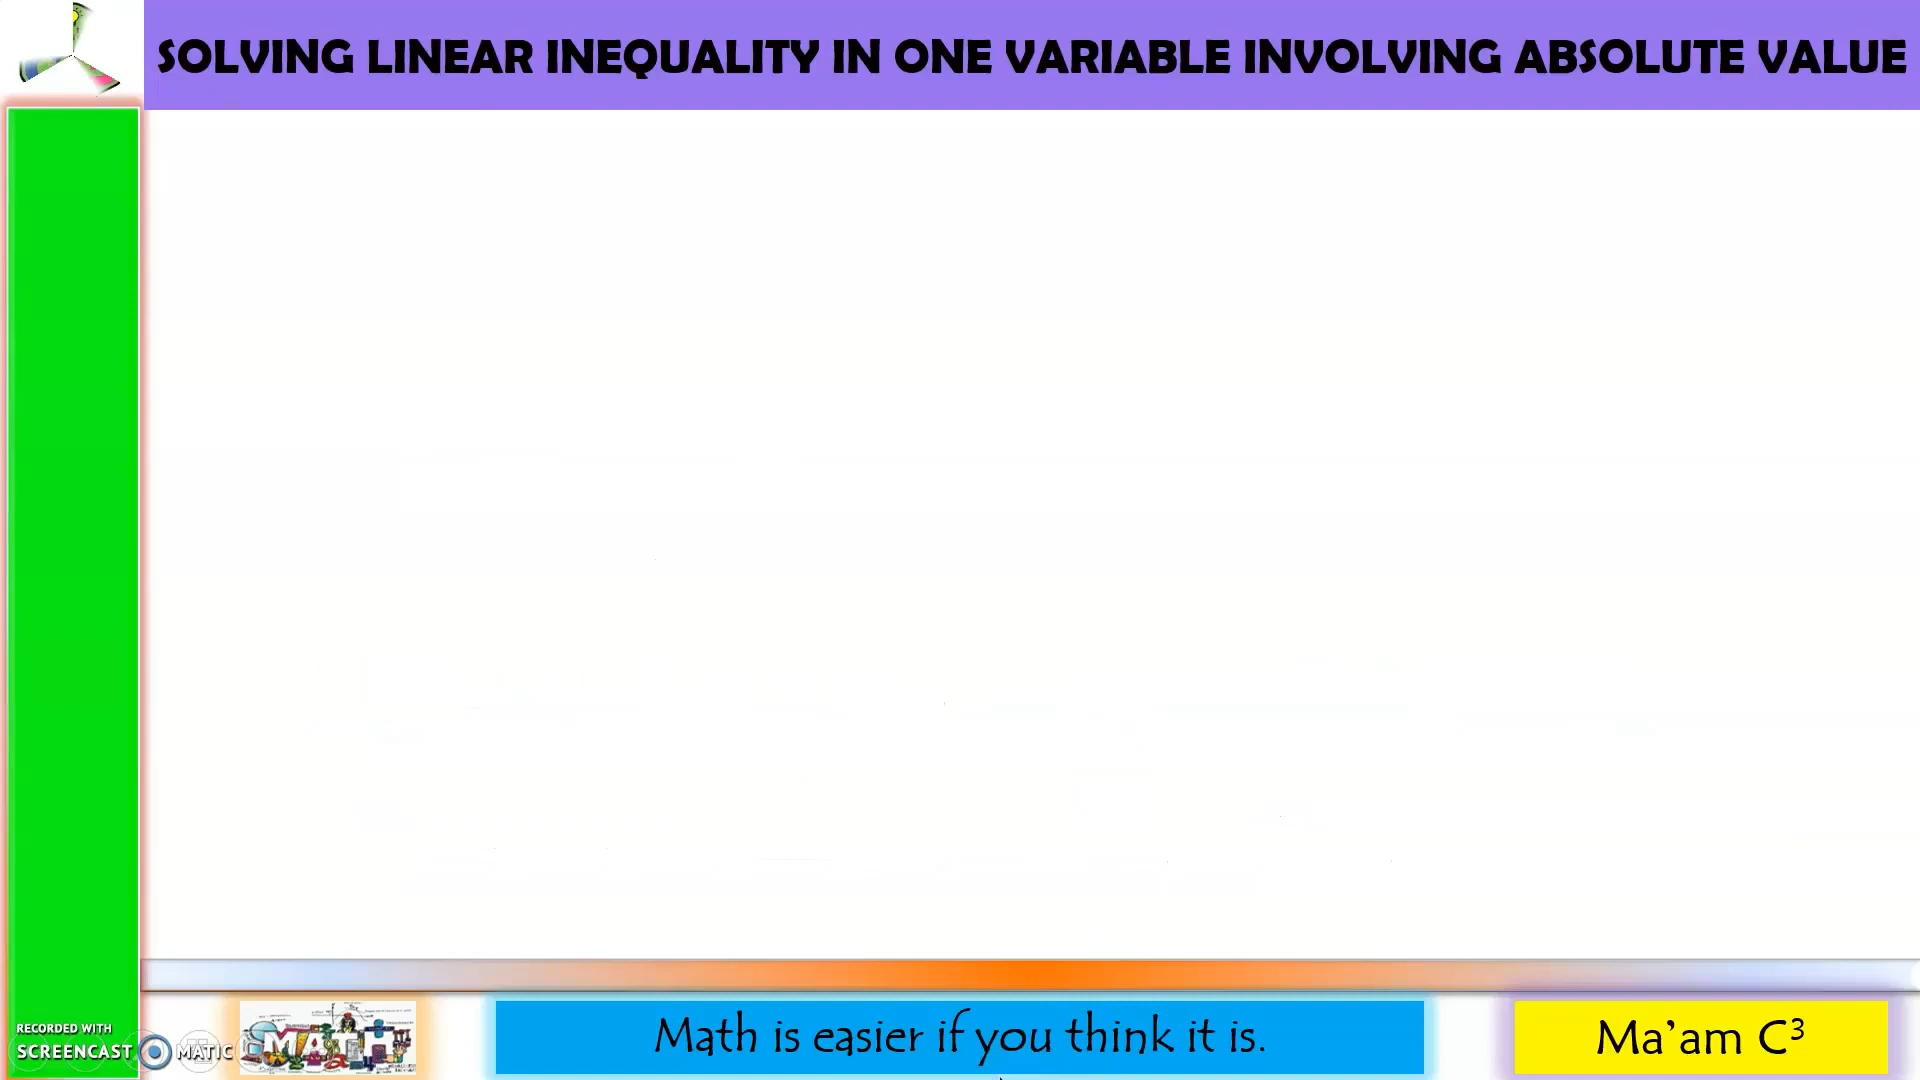 SOLVING LINEAR INEQUALITY IN ONE VARIABLE INVOLVING ABSOLUTE VALUE
RECORDED WITH
SCREENCAST MATIC
MATH
Math is easier if you think it is.
Ma'am C³